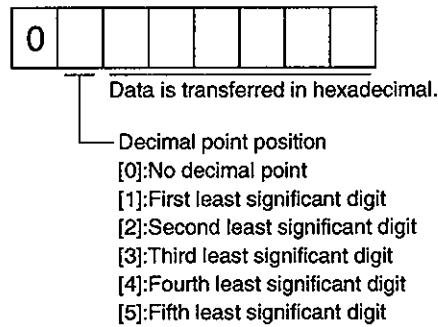 0
Data is transferred in hexadecimal.
Decimal point position
[0]:No decimal point
[1]:First least significant digit
[2]:Second least significant digit
[3]:Third least significant digit
[4]:Fourth least significant digit
[5]:Fifth least significant digit